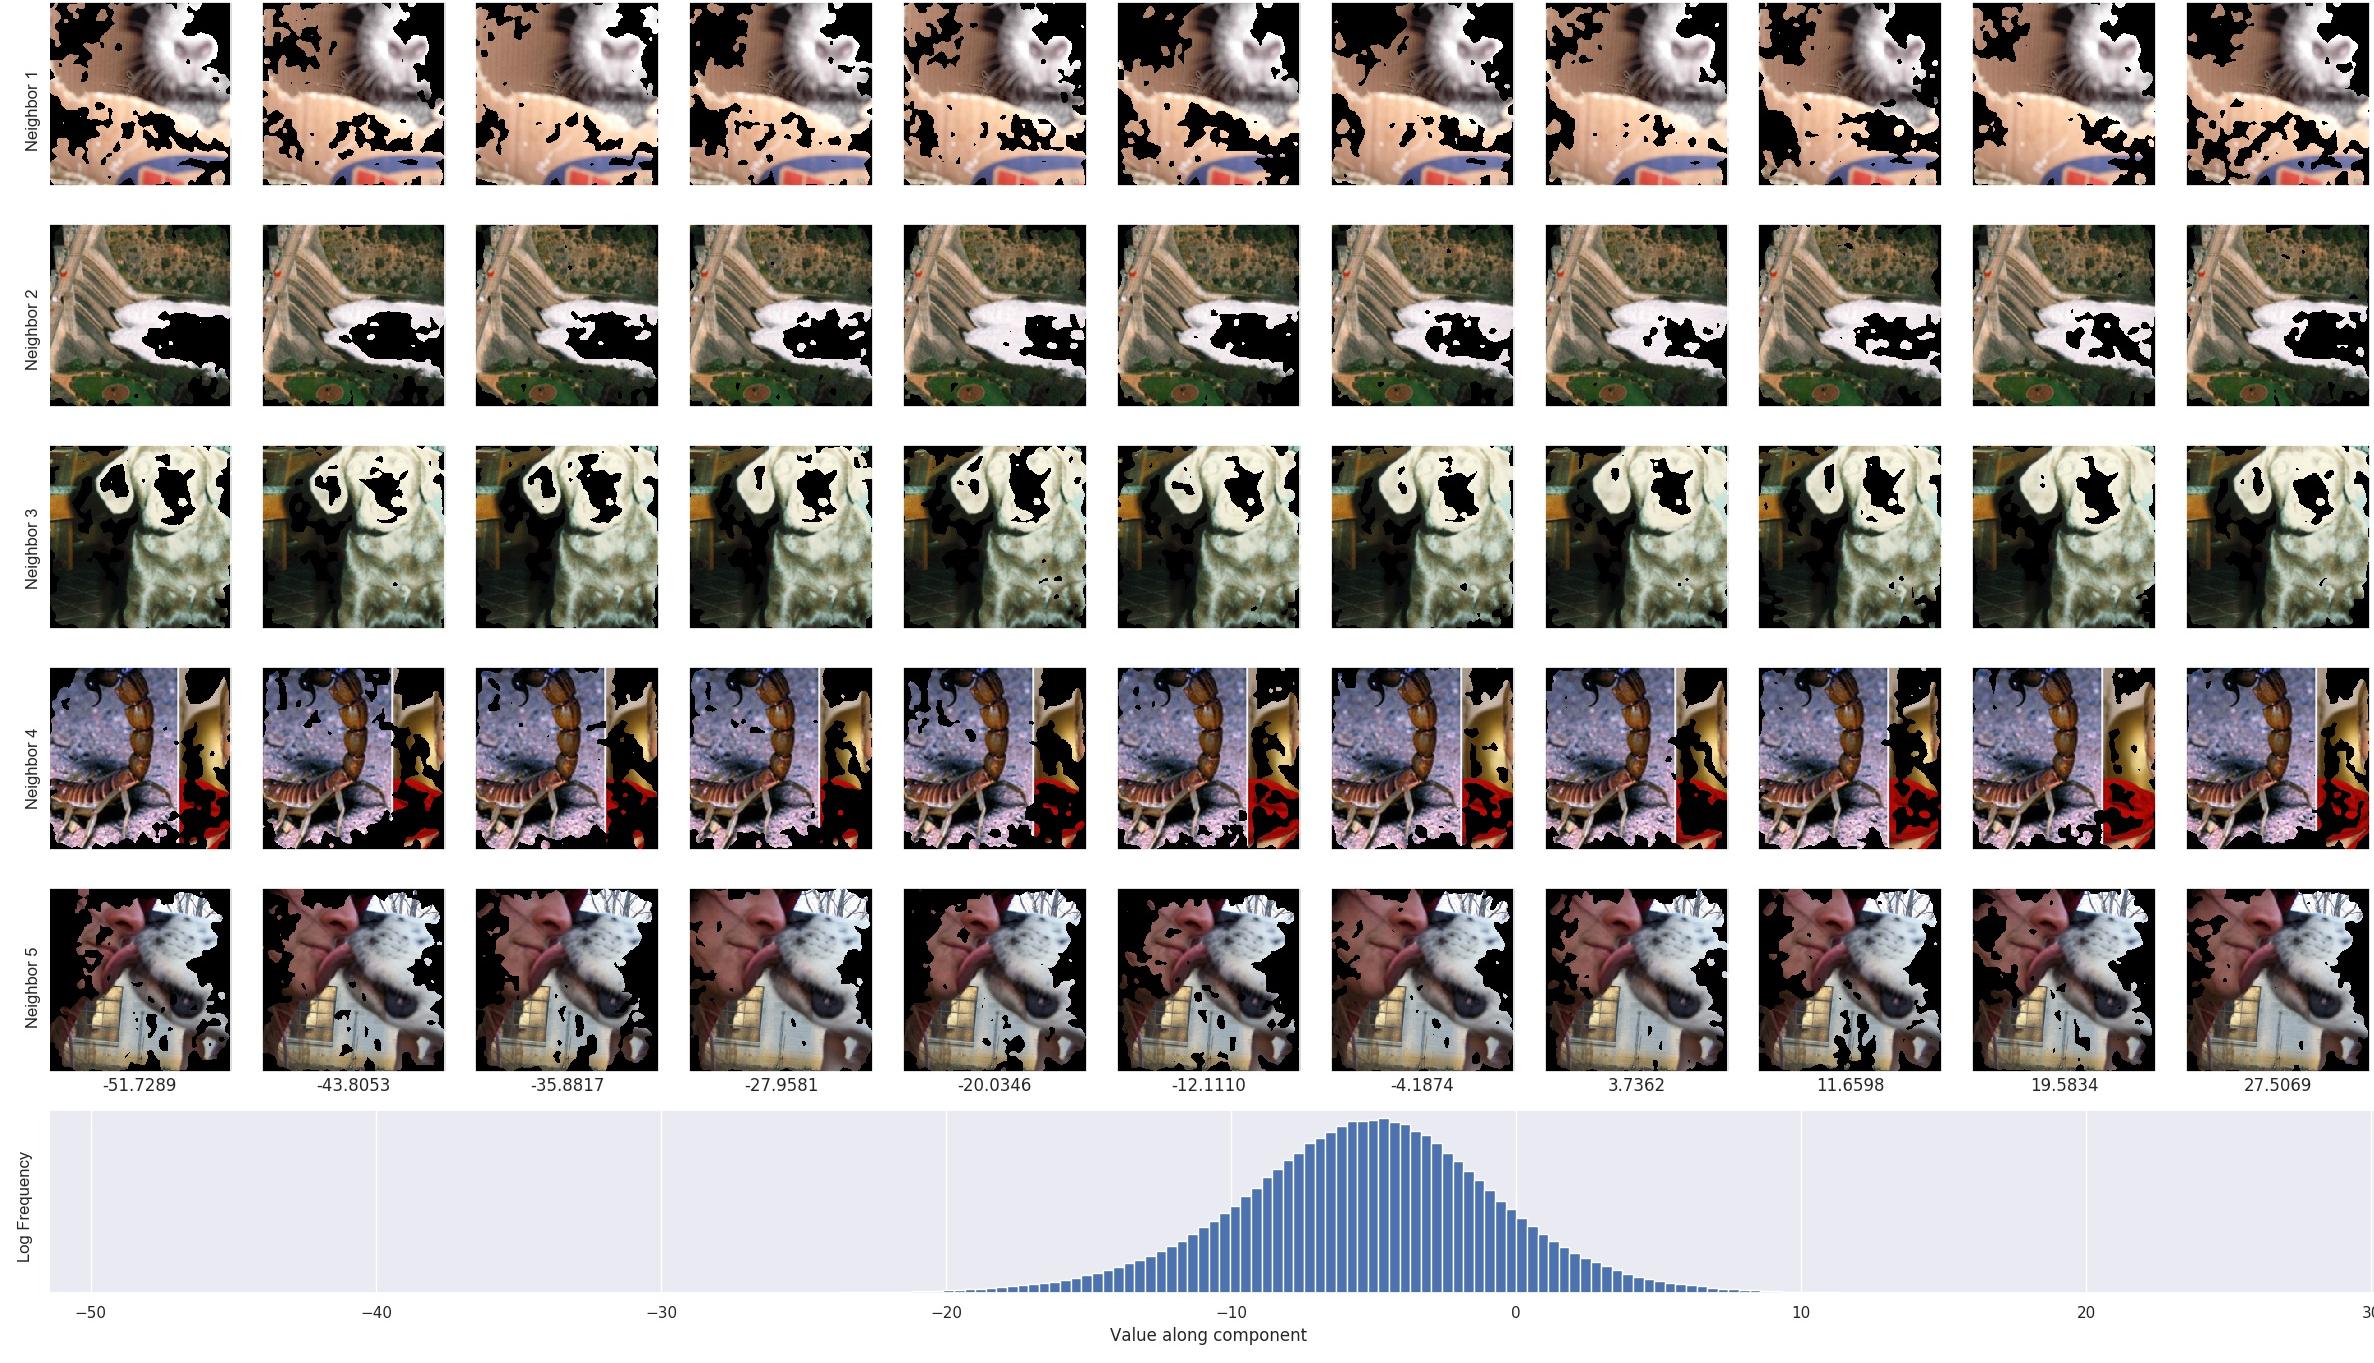 Neighbor 1
Neighbor 2
Neighbor 3
Neighbor 4
Neighbor 5
-51.7289 -43.8053 -35.8817 -27.9581 -20.0346 -12.1110 -4.1874 3.7362 11.6598 19.5834 27.5069
Log Frequency
−50 −40 −30 −20 −10 0 10 20 30
Value along component